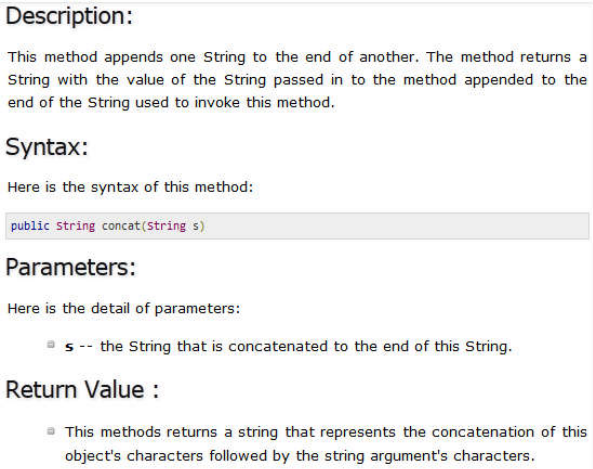 Description:
This method appends one String to the end of another. The method returns a
String with the value of the String passed in to the method appended to the
end of the String used to invoke this method.
Syntax:
Here is the syntax of this method:
public String concat(String s)
Parameters:
Here is the detail of parameters:
s -- the String that is concatenated to the end of this String.
Return Value :
This methods returns a string that represents the concatenation of this
object's characters followed by the string argument's characters.